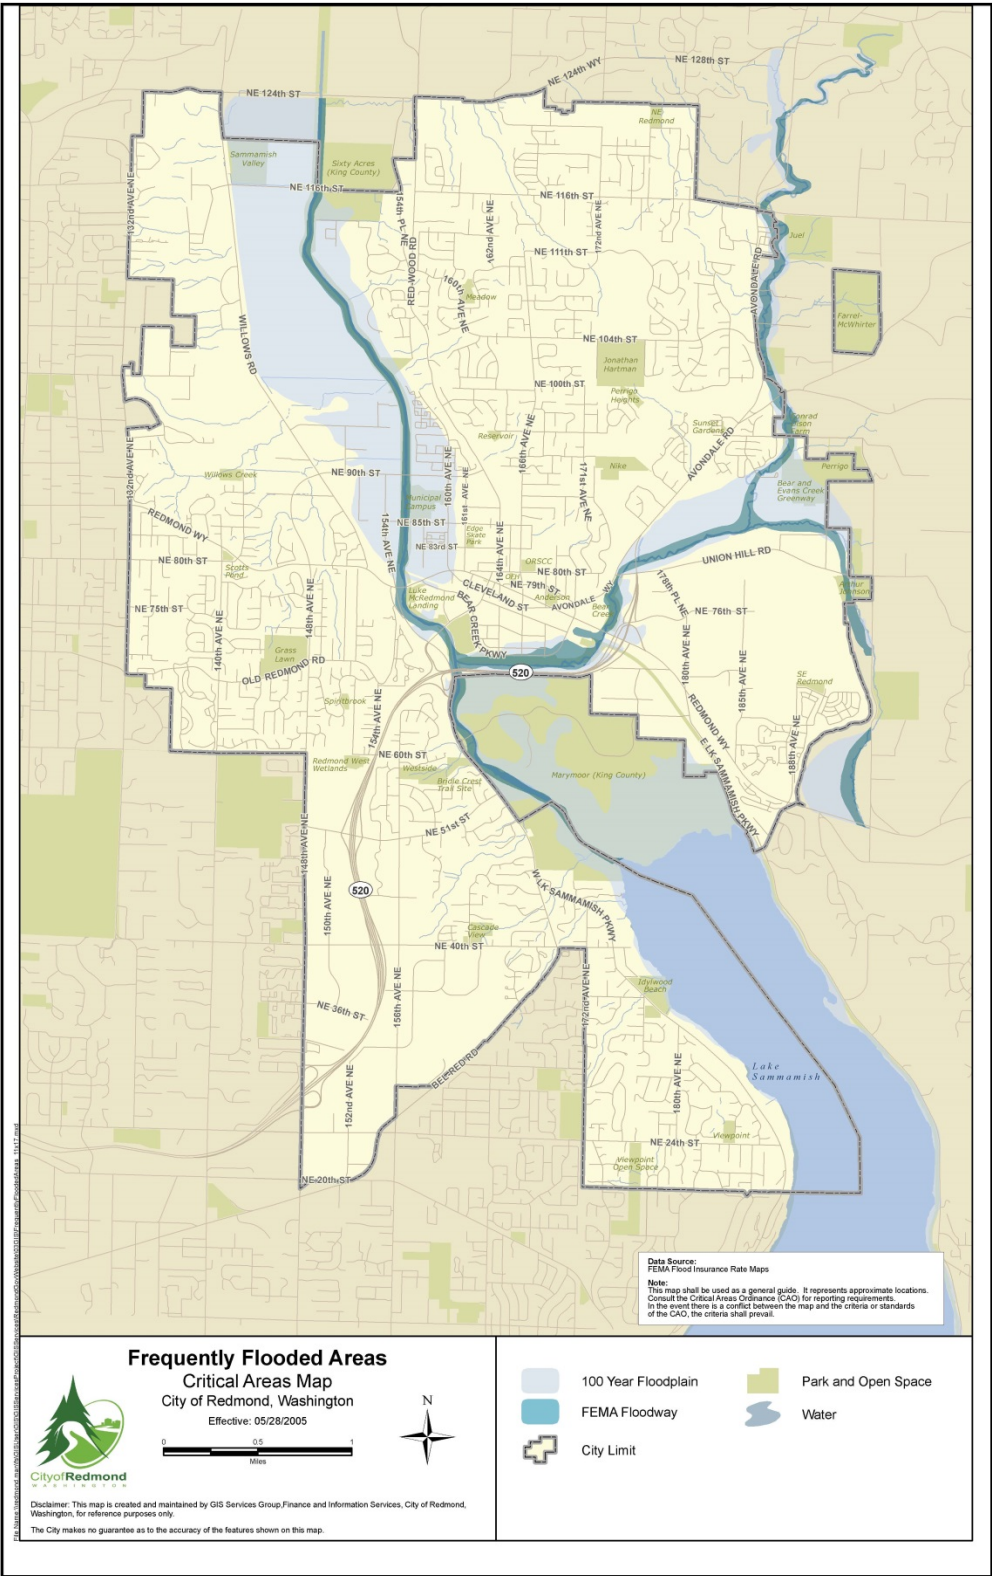 NE 128th ST
NE 124th WY
NE 124th ST
NE
Redmond
Sammamish
Valley
Sixty Acres
(King County)
NE 116th ST
NE 116th ST
132nd AVE NE
154th PL NE
RED-WOOD RD
162nd AVE NE
172nd AVE NE
NE 111th ST
Juel
AVONDALE RD
160th AVE NE
Meadow
Farrel-
McWhirter
WILLOWS RD
NE 104th ST
Jonathan
Hartman
NE 100th ST
Perrigo
Heights
Sunset
Gardens
Conrad
Olson
Farm
AVONDALE RD
Reservoir
166th AVE NE
132nd AVE NE
Willows Creek
NE 90th ST
160th AVE NE
161st AVE NE
Nike
171st AVE NE
Perrigo
Bear and
Evans Creek
Greenway
Municipal
Campus
REDMOND WY
154th AVE NE
NE 85th ST
Edge
Skate
Park
NE 83rd ST
164th AVE NE
NE 80th ST
Scotts
Pond
ORSCC
NE 80th ST
NE 79th ST
UNION HILL RD
148th AVE NE
Luke
McRedmond
Landing
CLEVELAND ST
Anderson
AVONDALE WY
Bear
Creek
178th PL NE
Arthur
Johnson
NE 75th ST
NE 76th ST
140th AVE NE
BEAR CREEK PKWY
180th AVE NE
185th AVE NE
Grass
Lawn
OLD REDMOND RD
520
SE
Redmond
Spiritbrook
154th AVE NE
REDMOND WY
188th AVE NE
NE 60th ST
Redmond West
Wetlands
Westside
Bridle Crest
Trail Site
Marymoor (King County)
E LK SAMMAMISH PKWY
NE 51st ST
148th AVE NE
520
150th AVE NE
W LK SAMMAMISH PKWY
Cascade
View
NE 40th ST
156th AVE NE
172nd AVE NE
Idylwood
Beach
NE 36th ST
BEL-RED RD
152nd AVE NE
180th AVE NE
Lake
Sammamish
Viewpoint
NE 24th ST
Viewpoint
Open Space
NE 20th ST
Data Source:
FEMA Flood Insurance Rate Maps
Note:
This map shall be used as a general guide. It represents approximate locations.
Consult the Critical Areas Ordinance (CAO) for reporting requirements.
In the event there is a conflict between the map and the criteria or standards
of the CAO, the criteria shall prevail.
Frequently Flooded Areas
Critical Areas Map
City of Redmond, Washington
Effective: 05/28/2005
0 0.5 1
Miles
N
CityofRedmond
WASHINGTON
Disclaimer: This map is created and maintained by GIS Services Group,Finance and Information Services, City of Redmond,
Washington, for reference purposes only.
The City makes no guarantee as to the accuracy of the features shown on this map.
100 Year Floodplain
FEMA Floodway
City Limit
Park and Open Space
Water